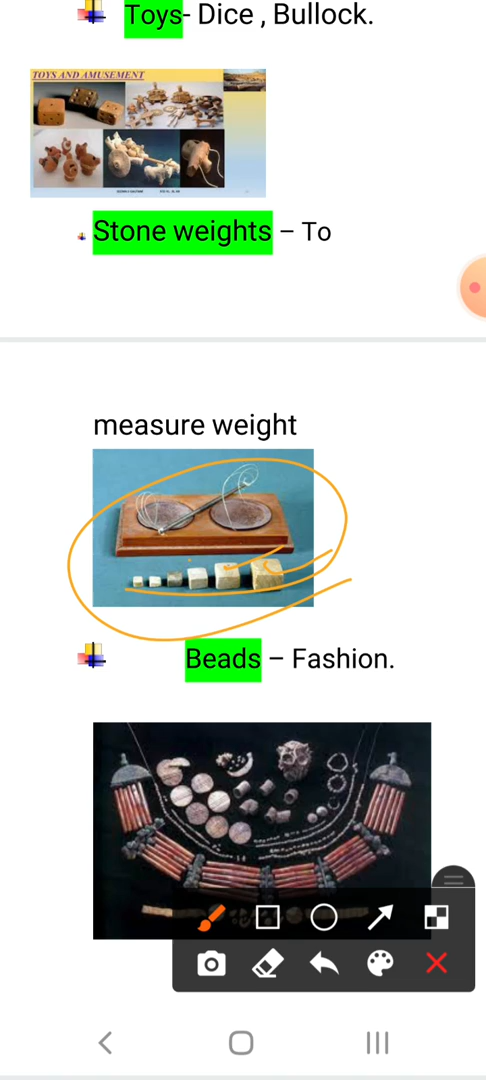 Toys- Dice , Bullock.
TOYS AND AMUSEMENT
Stone weights – To
measure weight
Beads – Fashion.